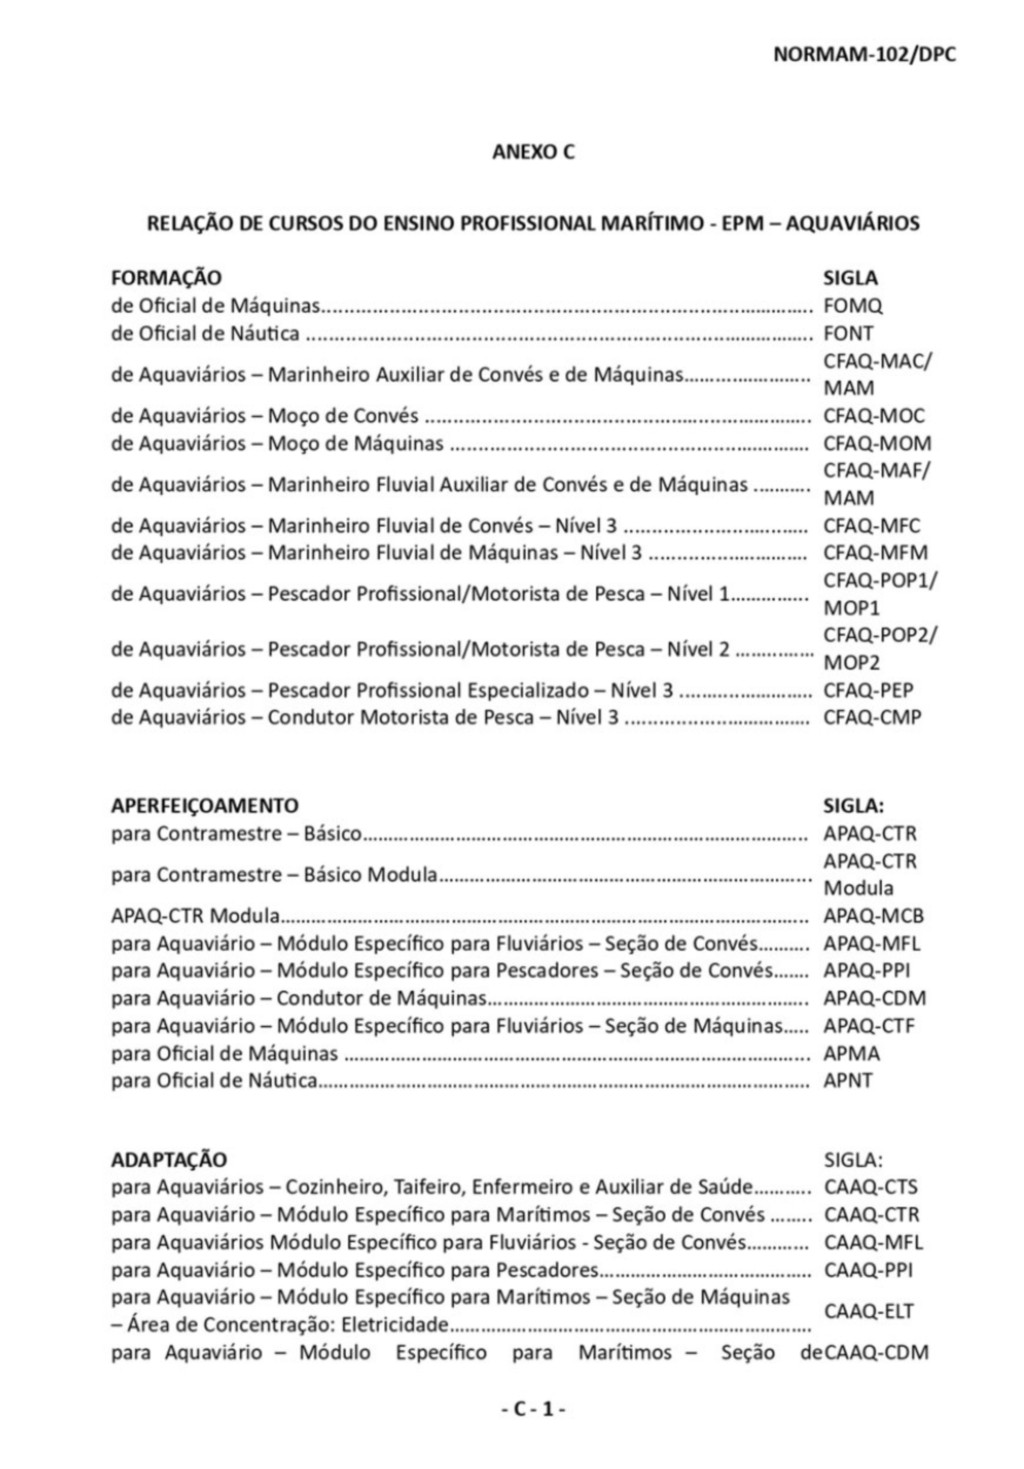 NORMAM-102/DPC
ANEXO C
RELAÇÃO DE CURSOS DO ENSINO PROFISSIONAL MARÍTIMO - EPM – AQUAVIÁRIOS
FORMAÇÃO SIGLA
de Oficial de Máquinas.................................................................................... FOMQ
de Oficial de Náutica ....................................................................................... FONT
de Aquaviários – Marinheiro Auxiliar de Convés e de Máquinas...................... CFAQ-MAC/
MAM
de Aquaviários – Moço de Convés ................................................................... CFAQ-MOC
de Aquaviários – Moço de Máquinas .............................................................. CFAQ-MOM
de Aquaviários – Marinheiro Fluvial Auxiliar de Convés e de Máquinas .......... CFAQ-MAF/
MAM
de Aquaviários – Marinheiro Fluvial de Convés – Nível 3 ................................ CFAQ-MFC
de Aquaviários – Marinheiro Fluvial de Máquinas – Nível 3 ........................... CFAQ-MFM
de Aquaviários – Pescador Profissional/Motorista de Pesca – Nível 1.............. CFAQ-POP1/
MOP1
de Aquaviários – Pescador Profissional/Motorista de Pesca – Nível 2 .............. CFAQ-POP2/
MOP2
de Aquaviários – Pescador Profissional Especializado – Nível 3 ....................... CFAQ-PEP
de Aquaviários – Condutor Motorista de Pesca – Nível 3 ................................ CFAQ-CMP
APERFEIÇOAMENTO SIGLA:
para Contramestre – Básico............................................................................. APAQ-CTR
para Contramestre – Básico Modula................................................................ APAQ-CTR
Modula
APAQ-CTR Modula........................................................................................... APAQ-MCB
para Aquaviário – Módulo Específico para Fluviários – Seção de Convés.......... APAQ-MFL
para Aquaviário – Módulo Específico para Pescadores – Seção de Convés....... APAQ-PPI
para Aquaviário – Condutor de Máquinas....................................................... APAQ-CDM
para Aquaviário – Módulo Específico para Fluviários – Seção de Máquinas..... APAQ-CTF
para Oficial de Máquinas ................................................................................ APMA
para Oficial de Náutica..................................................................................... APNT
ADAPTAÇÃO SIGLA:
para Aquaviários – Cozinheiro, Taifeiro, Enfermeiro e Auxiliar de Saúde.......... CAAQ-CTS
para Aquaviário – Módulo Específico para Marítimos – Seção de Convés ........ CAAQ-CTR
para Aquaviários Módulo Específico para Fluviários - Seção de Convés............ CAAQ-MFL
para Aquaviário – Módulo Específico para Pescadores..................................... CAAQ-PPI
para Aquaviário – Módulo Específico para Marítimos – Seção de Máquinas
– Área de Concentração: Eletricidade.............................................................. CAAQ-ELT
para Aquaviário – Módulo Específico para Marítimos – Seção de CAAQ-CDM
- C - 1 -